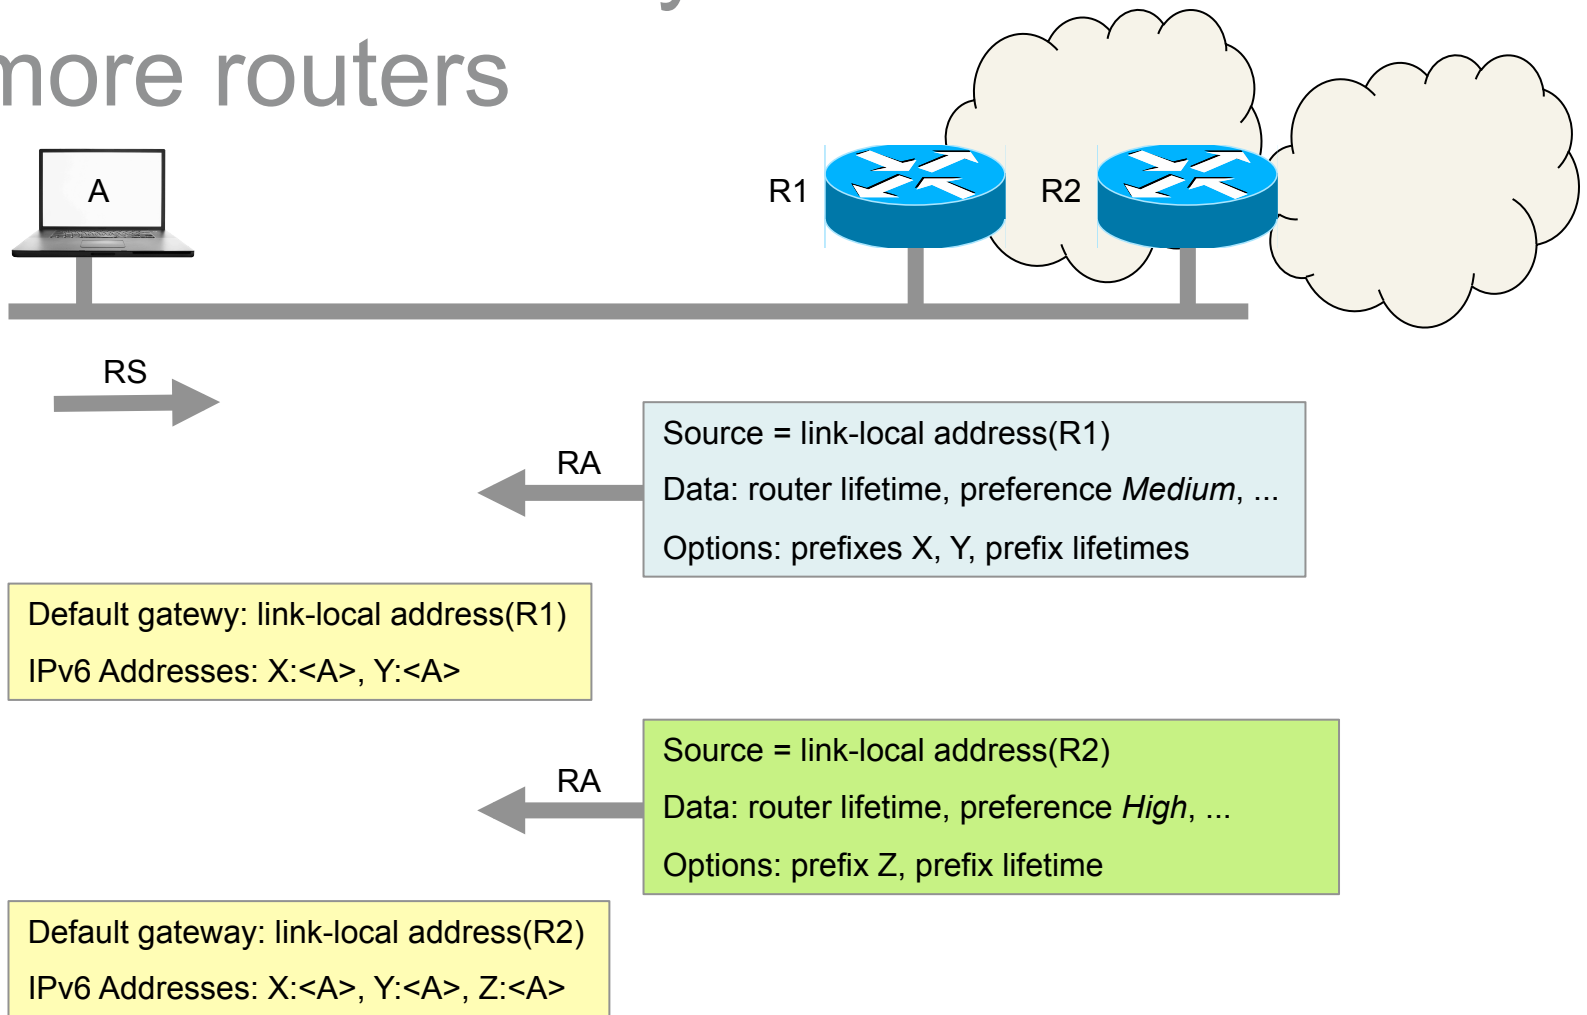 more routers
A
R1
R2
RS
RA
Source = link-local address(R1)
Data: router lifetime, preference Medium, ...
Options: prefixes X, Y, prefix lifetimes
Default gatewy: link-local address(R1)
IPv6 Addresses: X:<A>, Y:<A>
RA
Source = link-local address(R2)
Data: router lifetime, preference High, ...
Options: prefix Z, prefix lifetime
Default gateway: link-local address(R2)
IPv6 Addresses: X:<A>, Y:<A>, Z:<A>